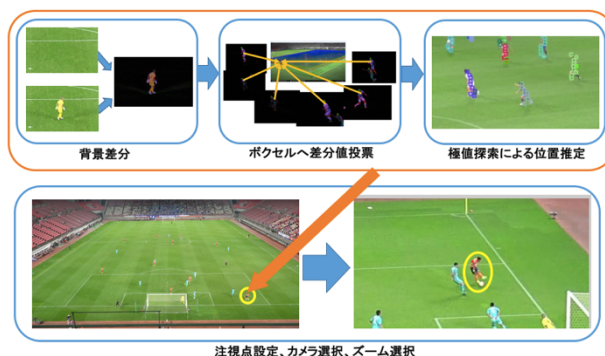 背景差分
ボクセルへ差分値投票
極値探索による位置推定
注視点設定、カメラ選択、ズーム選択